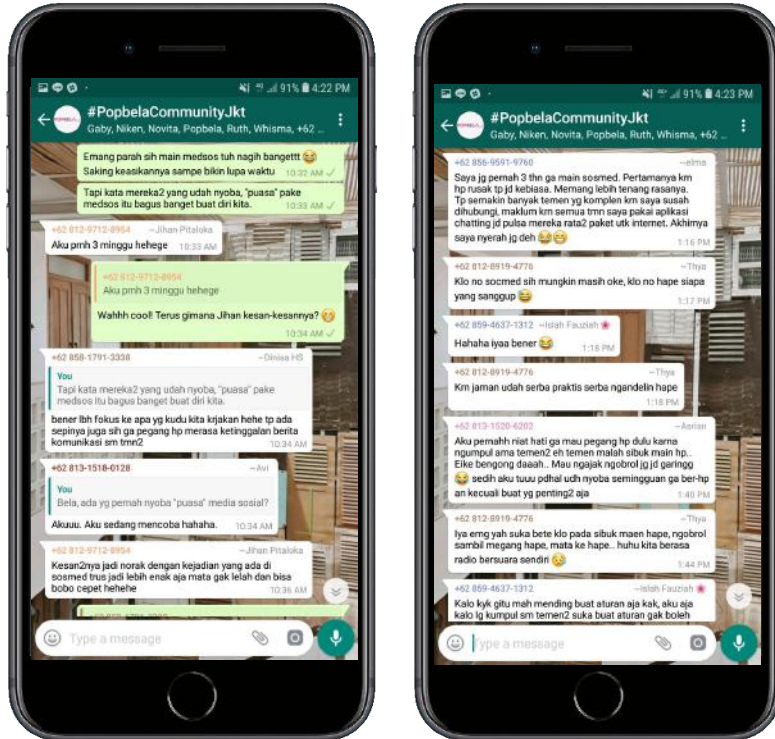 91% 4:22 PM
#PopbelaCommunityJkt
Gaby, Niken, Novita, Popbela, Ruth, Whisma, +62 ...
Emang parah sih main medsos tuh nagih bangettt 😂
Saking keasikannya sampe bikin lupa waktu 10:32 AM ✓
Tapi kata mereka2 yang udah nyoba, "puasa" pake
medsos itu bagus banget buat diri kita. 10:33 AM ✓
+62 812-9712-8954 ~Jihan Pitaloka
Aku prnh 3 minggu hehege 10:33 AM
+62 812-9712-8954
Aku prnh 3 minggu hehege
Wahhh cool! Terus gimana Jihan kesan-kesannya? 😁
10:34 AM ✓
+62 858-1791-3338 ~Dinisa HS
You
Tapi kata mereka2 yang udah nyoba, "puasa" pake
medsos itu bagus banget buat diri kita.
bener lbh fokus ke apa yg kudu kita krjakan hehe tp ada
sepinya juga sih ga pegang hp merasa ketinggalan berita
komunikasi sm tmn2 10:34 AM
+62 813-1518-0128 ~Avi
You
Bela, ada yg pernah nyoba "puasa" media sosial?
Akuuu. Aku sedang mencoba hahaha. 10:34 AM
+62 812-9712-8954 ~Jihan Pitaloka
Kesan2nya jadi norak dengan kejadian yang ada di
sosmed trus jadi lebih enak aja mata gak lelah dan bisa
bobo cepet hehehe 10:36 AM
Type a message
91% 4:23 PM
#PopbelaCommunityJkt
Gaby, Niken, Novita, Popbela, Ruth, Whisma, +62 ...
+62 856-9591-9760 ~elma
Saya jg pernah 3 thn ga main sosmed. Pertamanya krn
hp rusak tp jd kebiasa. Memang lebih tenang rasanya.
Tp semakin banyak temen yg komplen krn saya susah
dihubungi, maklum krn semua tmn saya pakai aplikasi
chatting jd pulsa mereka rata2 paket utk internet. Akhirnya
saya nyerah jg deh 😂😁 1:16 PM
+62 812-8919-4776 ~Thya
Klo no socmed sih mungkin masih oke, klo no hape siapa
yang sanggup 😂 1:17 PM
+62 859-4637-1312 ~Islah Fauziah 🌸
Hahaha iyaa bener 😂 1:18 PM
+62 812-8919-4776 ~Thya
Krn jaman udah serba praktis serba ngandelin hape
1:18 PM
+62 813-1520-6202 ~Asrian
Aku pernahh niat hati ga mau pegang hp dulu karna
ngumpul ama temen2 eh temen malah sibuk main hp..
Eike bengong daaah.. Mau ngajak ngobrol jg jd garingg
😂 sedih aku tuuu pdhal udh nyoba semingguan ga ber-hp
an kecuali buat yg penting2 aja 1:40 PM
+62 812-8919-4776 ~Thya
Iya emg yah suka bete klo pada sibuk maen hape, ngobrol
sambil megang hape, mata ke hape.. huhu kita berasa
radio bersuara sendiri 😥 1:44 PM
+62 859-4637-1312 ~Islah Fauziah 🌸
Kalo kyk gitu mah mending buat aturan aja kak, aku aja
kalo lg kumpul sm temen2 suka buat aturan gak boleh
Type a message